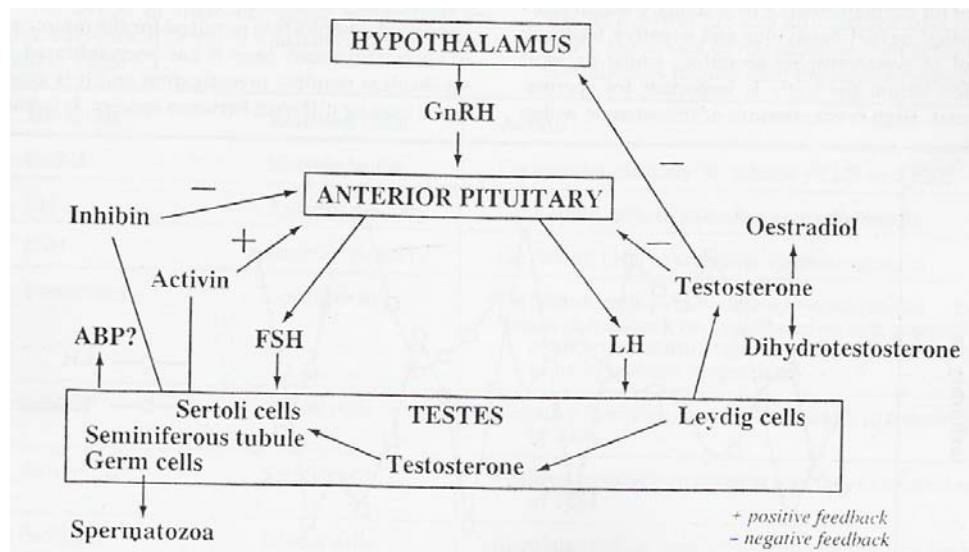 HYPOTHALAMUS
GnRH
−
ANTERIOR PITUITARY
−
Inhibin
+
−
Oestradiol
Activin
Testosterone
ABP?
FSH
LH
Dihydrotestosterone
Sertoli cells
TESTES
Leydig cells
Seminiferous tubule
Germ cells
Testosterone
Spermatozoa
+ positive feedback
− negative feedback